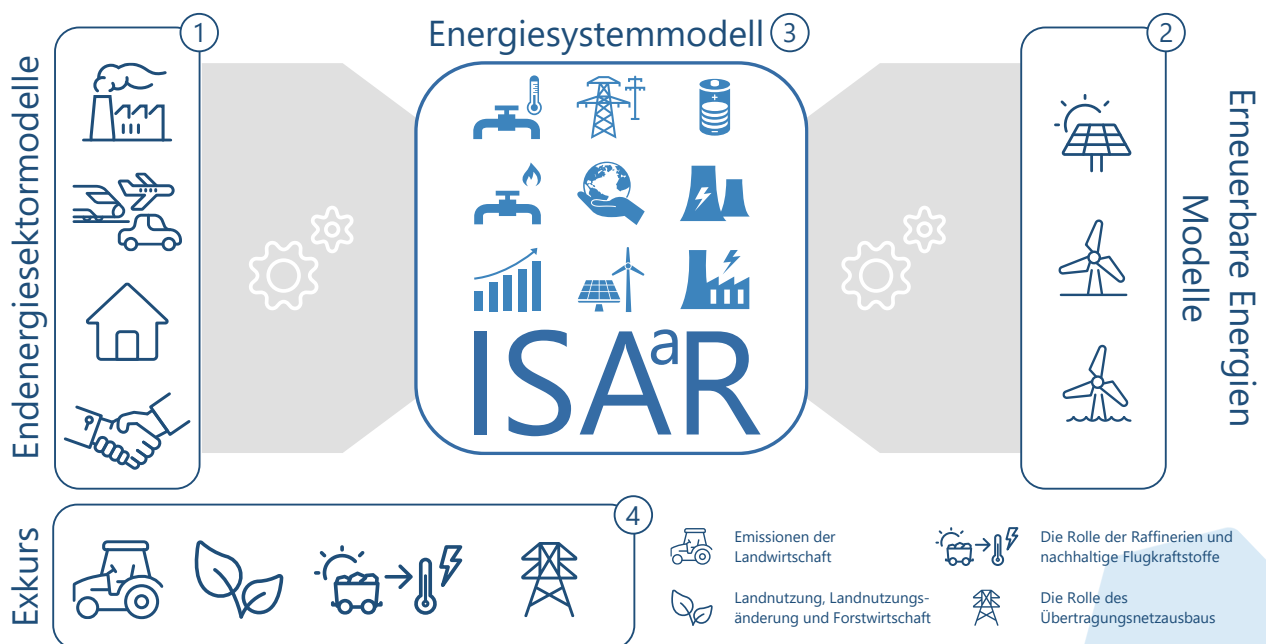 Endenergiesektormodelle
1
Energiesystemmodell
3
ISAaR
2
Erneuerbare Energien
Modelle
Exkurs
4
Emissionen der
Landwirtschaft
Landnutzung, Landnutzungs-
änderung und Forstwirtschaft
Die Rolle der Raffinerien und
nachhaltige Flugkraftstoffe
Die Rolle des
Übertragungsnetzausbaus